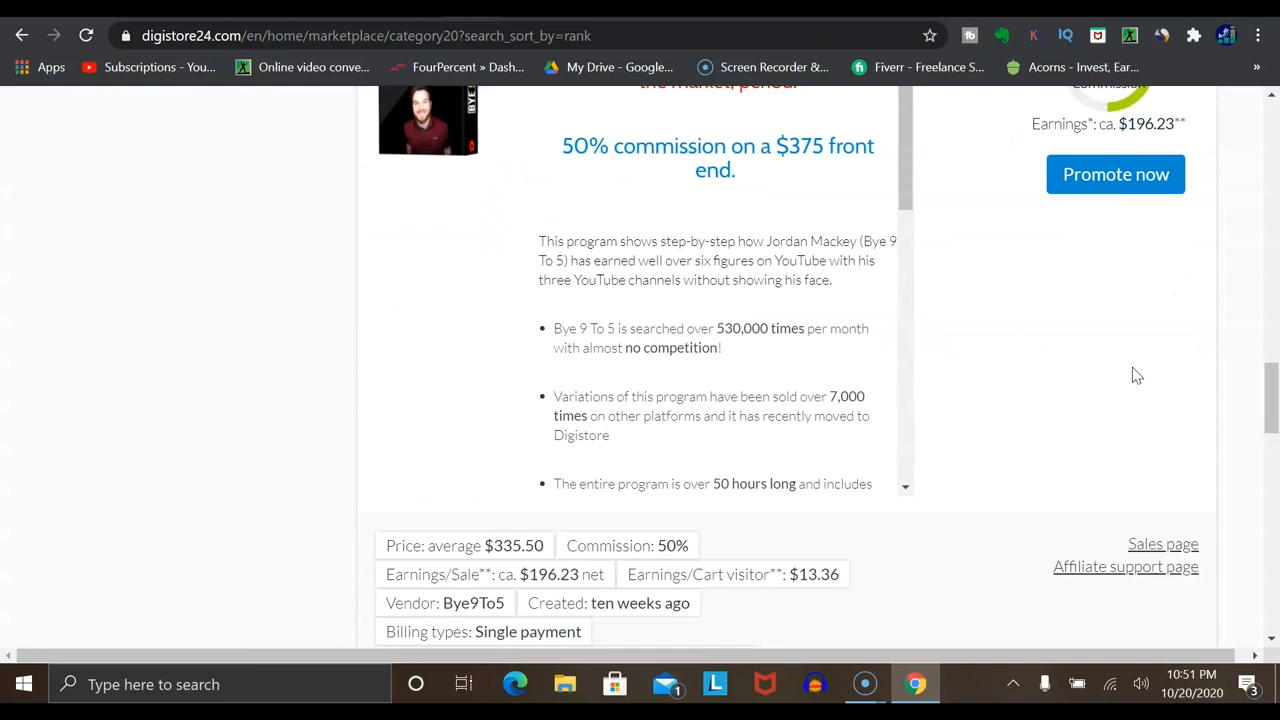 digistore24.com/en/home/marketplace/category20?search_sort_by=rank
Apps
Subscriptions - You...
Online video conve...
FourPercent » Dash...
My Drive - Google...
Screen Recorder &...
Fiverr - Freelance S...
Acorns - Invest, Ear...
»
the market, period!
50% commission on a $375 front
end.
Commission
Earnings*: ca. $196.23**
Promote now
This program shows step-by-step how Jordan Mackey (Bye 9
To 5) has earned well over six figures on YouTube with his
three YouTube channels without showing his face.
• Bye 9 To 5 is searched over 530,000 times per month
with almost no competition!
• Variations of this program have been sold over 7,000
times on other platforms and it has recently moved to
Digistore
• The entire program is over 50 hours long and includes
Price: average $335.50
Commission: 50%
Earnings/Sale**: ca. $196.23 net
Earnings/Cart visitor**: $13.36
Vendor: Bye9To5
Created: ten weeks ago
Billing types: Single payment
Sales page
Affiliate support page
Type here to search
10:51 PM
10/20/2020